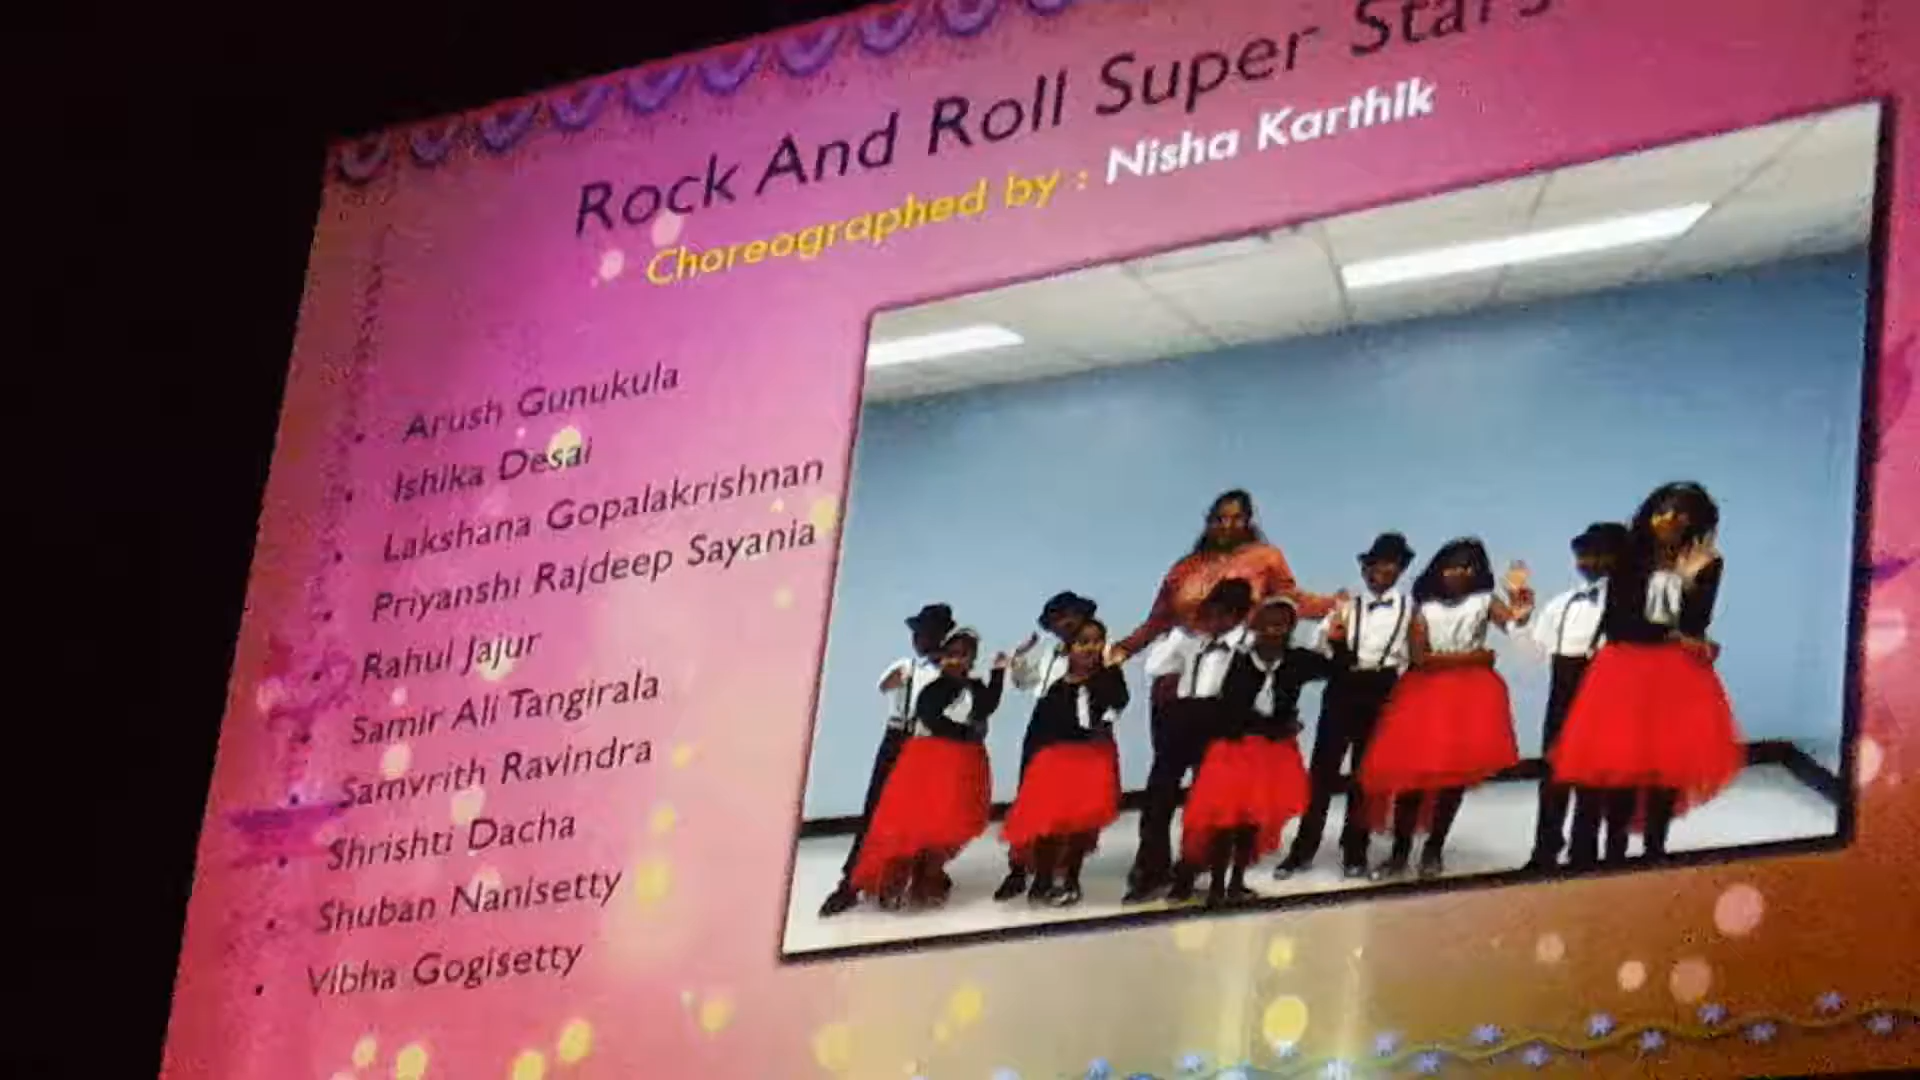 Rock And Roll Super Stars
Choreographed by : Nisha Karthik
• Arush Gunukula
• Ishika Desai
• Lakshana Gopalakrishnan
• Priyanshi Rajdeep Sayania
• Rahul Jajur
• Samir Ali Tangirala
• Samvrith Ravindra
• Shrishti Dacha
• Shuban Nanisetty
• Vibha Gogisetty